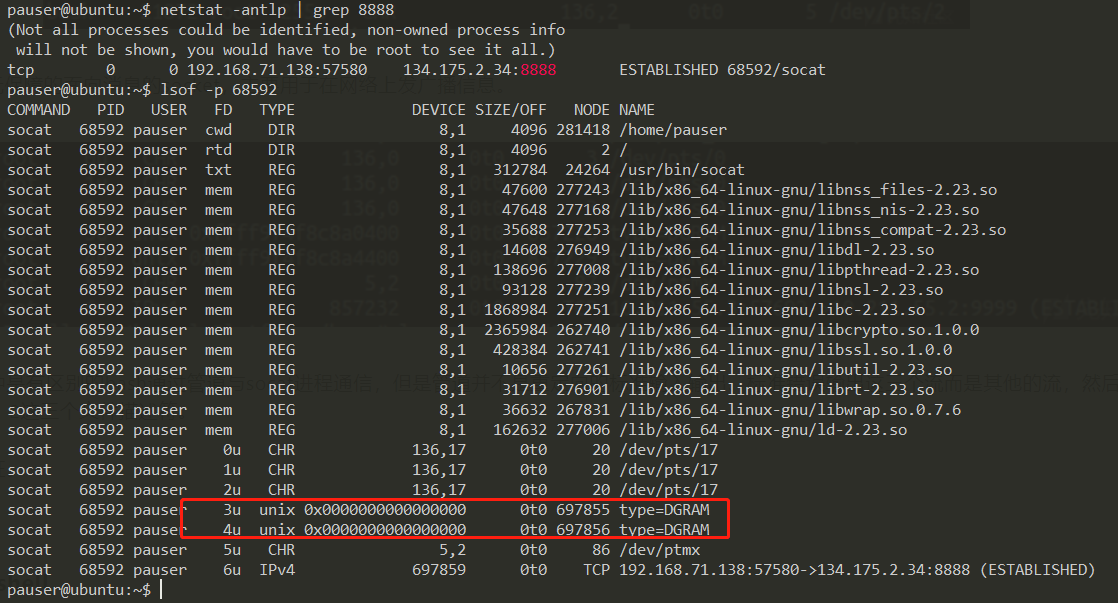 pauser@ubuntu:~$ netstat -antlp | grep 8888
(Not all processes could be identified, non-owned process info
 will not be shown, you would have to be root to see it all.)
tcp        0      0 192.168.71.138:57580    134.175.2.34:8888       ESTABLISHED 68592/socat
pauser@ubuntu:~$ lsof -p 68592
COMMAND   PID   USER   FD   TYPE             DEVICE SIZE/OFF   NODE NAME
socat   68592 pauser  cwd    DIR                8,1     4096 281418 /home/pauser
socat   68592 pauser  rtd    DIR                8,1     4096      2 /
socat   68592 pauser  txt    REG                8,1   312784  24264 /usr/bin/socat
socat   68592 pauser  mem    REG                8,1    47600 277243 /lib/x86_64-linux-gnu/libnss_files-2.23.so
socat   68592 pauser  mem    REG                8,1    47648 277168 /lib/x86_64-linux-gnu/libnss_nis-2.23.so
socat   68592 pauser  mem    REG                8,1    35688 277253 /lib/x86_64-linux-gnu/libnss_compat-2.23.so
socat   68592 pauser  mem    REG                8,1    14608 276949 /lib/x86_64-linux-gnu/libdl-2.23.so
socat   68592 pauser  mem    REG                8,1   138696 277008 /lib/x86_64-linux-gnu/libpthread-2.23.so
socat   68592 pauser  mem    REG                8,1    93128 277239 /lib/x86_64-linux-gnu/libnsl-2.23.so
socat   68592 pauser  mem    REG                8,1  1868984 277251 /lib/x86_64-linux-gnu/libc-2.23.so
socat   68592 pauser  mem    REG                8,1  2365984 262740 /lib/x86_64-linux-gnu/libcrypto.so.1.0.0
socat   68592 pauser  mem    REG                8,1   428384 262741 /lib/x86_64-linux-gnu/libssl.so.1.0.0
socat   68592 pauser  mem    REG                8,1    10656 277261 /lib/x86_64-linux-gnu/libutil-2.23.so
socat   68592 pauser  mem    REG                8,1    31712 276901 /lib/x86_64-linux-gnu/librt-2.23.so
socat   68592 pauser  mem    REG                8,1    36632 267831 /lib/x86_64-linux-gnu/libwrap.so.0.7.6
socat   68592 pauser  mem    REG                8,1   162632 277006 /lib/x86_64-linux-gnu/ld-2.23.so
socat   68592 pauser    0u   CHR             136,17      0t0     20 /dev/pts/17
socat   68592 pauser    1u   CHR             136,17      0t0     20 /dev/pts/17
socat   68592 pauser    2u   CHR             136,17      0t0     20 /dev/pts/17
socat   68592 pauser    3u  unix 0x0000000000000000      0t0 697855 type=DGRAM
socat   68592 pauser    4u  unix 0x0000000000000000      0t0 697856 type=DGRAM
socat   68592 pauser    5u   CHR                5,2      0t0     86 /dev/ptmx
socat   68592 pauser    6u  IPv4             697859      0t0    TCP 192.168.71.138:57580->134.175.2.34:8888 (ESTABLISHED)
pauser@ubuntu:~$